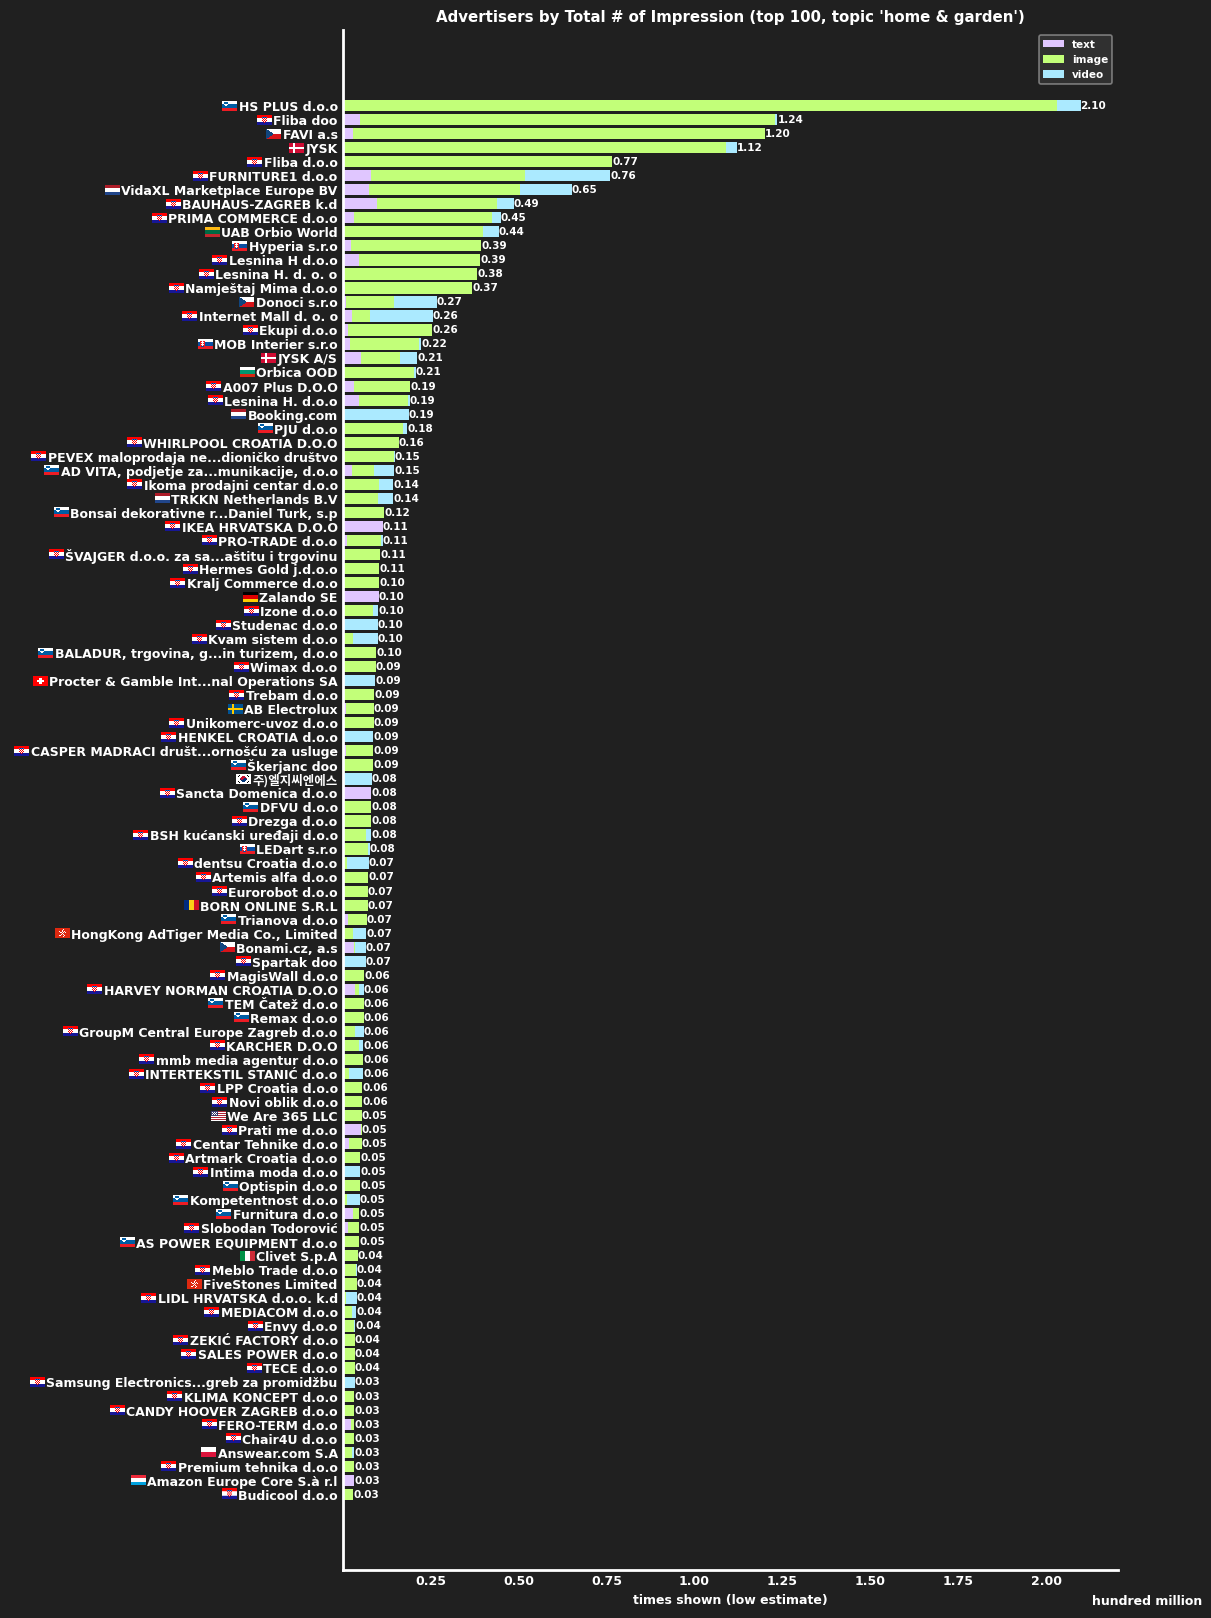 Advertisers by Total # of Impression (top 100, topic 'home & garden')
text
image
video
HS PLUS d.o.o 2.10
Fliba doo 1.24
FAVI a.s 1.20
JYSK 1.12
Fliba d.o.o 0.77
FURNITURE1 d.o.o 0.76
VidaXL Marketplace Europe BV 0.65
BAUHAUS-ZAGREB k.d 0.49
PRIMA COMMERCE d.o.o 0.45
UAB Orbio World 0.44
Hyperia s.r.o 0.39
Lesnina H d.o.o 0.39
Lesnina H. d. o. o 0.38
Namještaj Mima d.o.o 0.37
Donoci s.r.o 0.27
Internet Mall d. o. o 0.26
Ekupi d.o.o 0.26
MOB Interier s.r.o 0.22
JYSK A/S 0.21
Orbica OOD 0.21
A007 Plus D.O.O 0.19
Lesnina H. d.o.o 0.19
Booking.com 0.19
PJU d.o.o 0.18
WHIRLPOOL CROATIA D.O.O 0.16
PEVEX maloprodaja ne...dioničko društvo 0.15
AD VITA, podjetje za...munikacije, d.o.o 0.15
Ikoma prodajni centar d.o.o 0.14
TRKKN Netherlands B.V 0.14
Bonsai dekorativne r...Daniel Turk, s.p 0.12
IKEA HRVATSKA D.O.O 0.11
PRO-TRADE d.o.o 0.11
ŠVAJGER d.o.o. za sa...aštitu i trgovinu 0.11
Hermes Gold j.d.o.o 0.11
Kralj Commerce d.o.o 0.10
Zalando SE 0.10
Izone d.o.o 0.10
Studenac d.o.o 0.10
Kvam sistem d.o.o 0.10
BALADUR, trgovina, g...in turizem, d.o.o 0.10
Wimax d.o.o 0.09
Procter & Gamble Int...nal Operations SA 0.09
Trebam d.o.o 0.09
AB Electrolux 0.09
Unikomerc-uvoz d.o.o 0.09
HENKEL CROATIA d.o.o 0.09
CASPER MADRACI društ...ornošću za usluge 0.09
Škerjanc doo 0.09
주)엘지씨엔에스 0.08
Sancta Domenica d.o.o 0.08
DFVU d.o.o 0.08
Drezga d.o.o 0.08
BSH kućanski uređaji d.o.o 0.08
LEDart s.r.o 0.08
dentsu Croatia d.o.o 0.07
Artemis alfa d.o.o 0.07
Eurorobot d.o.o 0.07
BORN ONLINE S.R.L 0.07
Trianova d.o.o 0.07
HongKong AdTiger Media Co., Limited 0.07
Bonami.cz, a.s 0.07
Spartak doo 0.07
MagisWall d.o.o 0.06
HARVEY NORMAN CROATIA D.O.O 0.06
TEM Čatež d.o.o 0.06
Remax d.o.o 0.06
GroupM Central Europe Zagreb d.o.o 0.06
KARCHER D.O.O 0.06
mmb media agentur d.o.o 0.06
INTERTEKSTIL STANIĆ d.o.o 0.06
LPP Croatia d.o.o 0.06
Novi oblik d.o.o 0.06
We Are 365 LLC 0.05
Prati me d.o.o 0.05
Centar Tehnike d.o.o 0.05
Artmark Croatia d.o.o 0.05
Intima moda d.o.o 0.05
Optispin d.o.o 0.05
Kompetentnost d.o.o 0.05
Furnitura d.o.o 0.05
Slobodan Todorović 0.05
AS POWER EQUIPMENT d.o.o 0.05
Clivet S.p.A 0.04
Meblo Trade d.o.o 0.04
FiveStones Limited 0.04
LIDL HRVATSKA d.o.o. k.d 0.04
MEDIACOM d.o.o 0.04
Envy d.o.o 0.04
ZEKIĆ FACTORY d.o.o 0.04
SALES POWER d.o.o 0.04
TECE d.o.o 0.04
Samsung Electronics...greb za promidžbu 0.03
KLIMA KONCEPT d.o.o 0.03
CANDY HOOVER ZAGREB d.o.o 0.03
FERO-TERM d.o.o 0.03
Chair4U d.o.o 0.03
Answear.com S.A 0.03
Premium tehnika d.o.o 0.03
Amazon Europe Core S.à r.l 0.03
Budicool d.o.o 0.03
0.25 0.50 0.75 1.00 1.25 1.50 1.75 2.00
times shown (low estimate)
hundred million